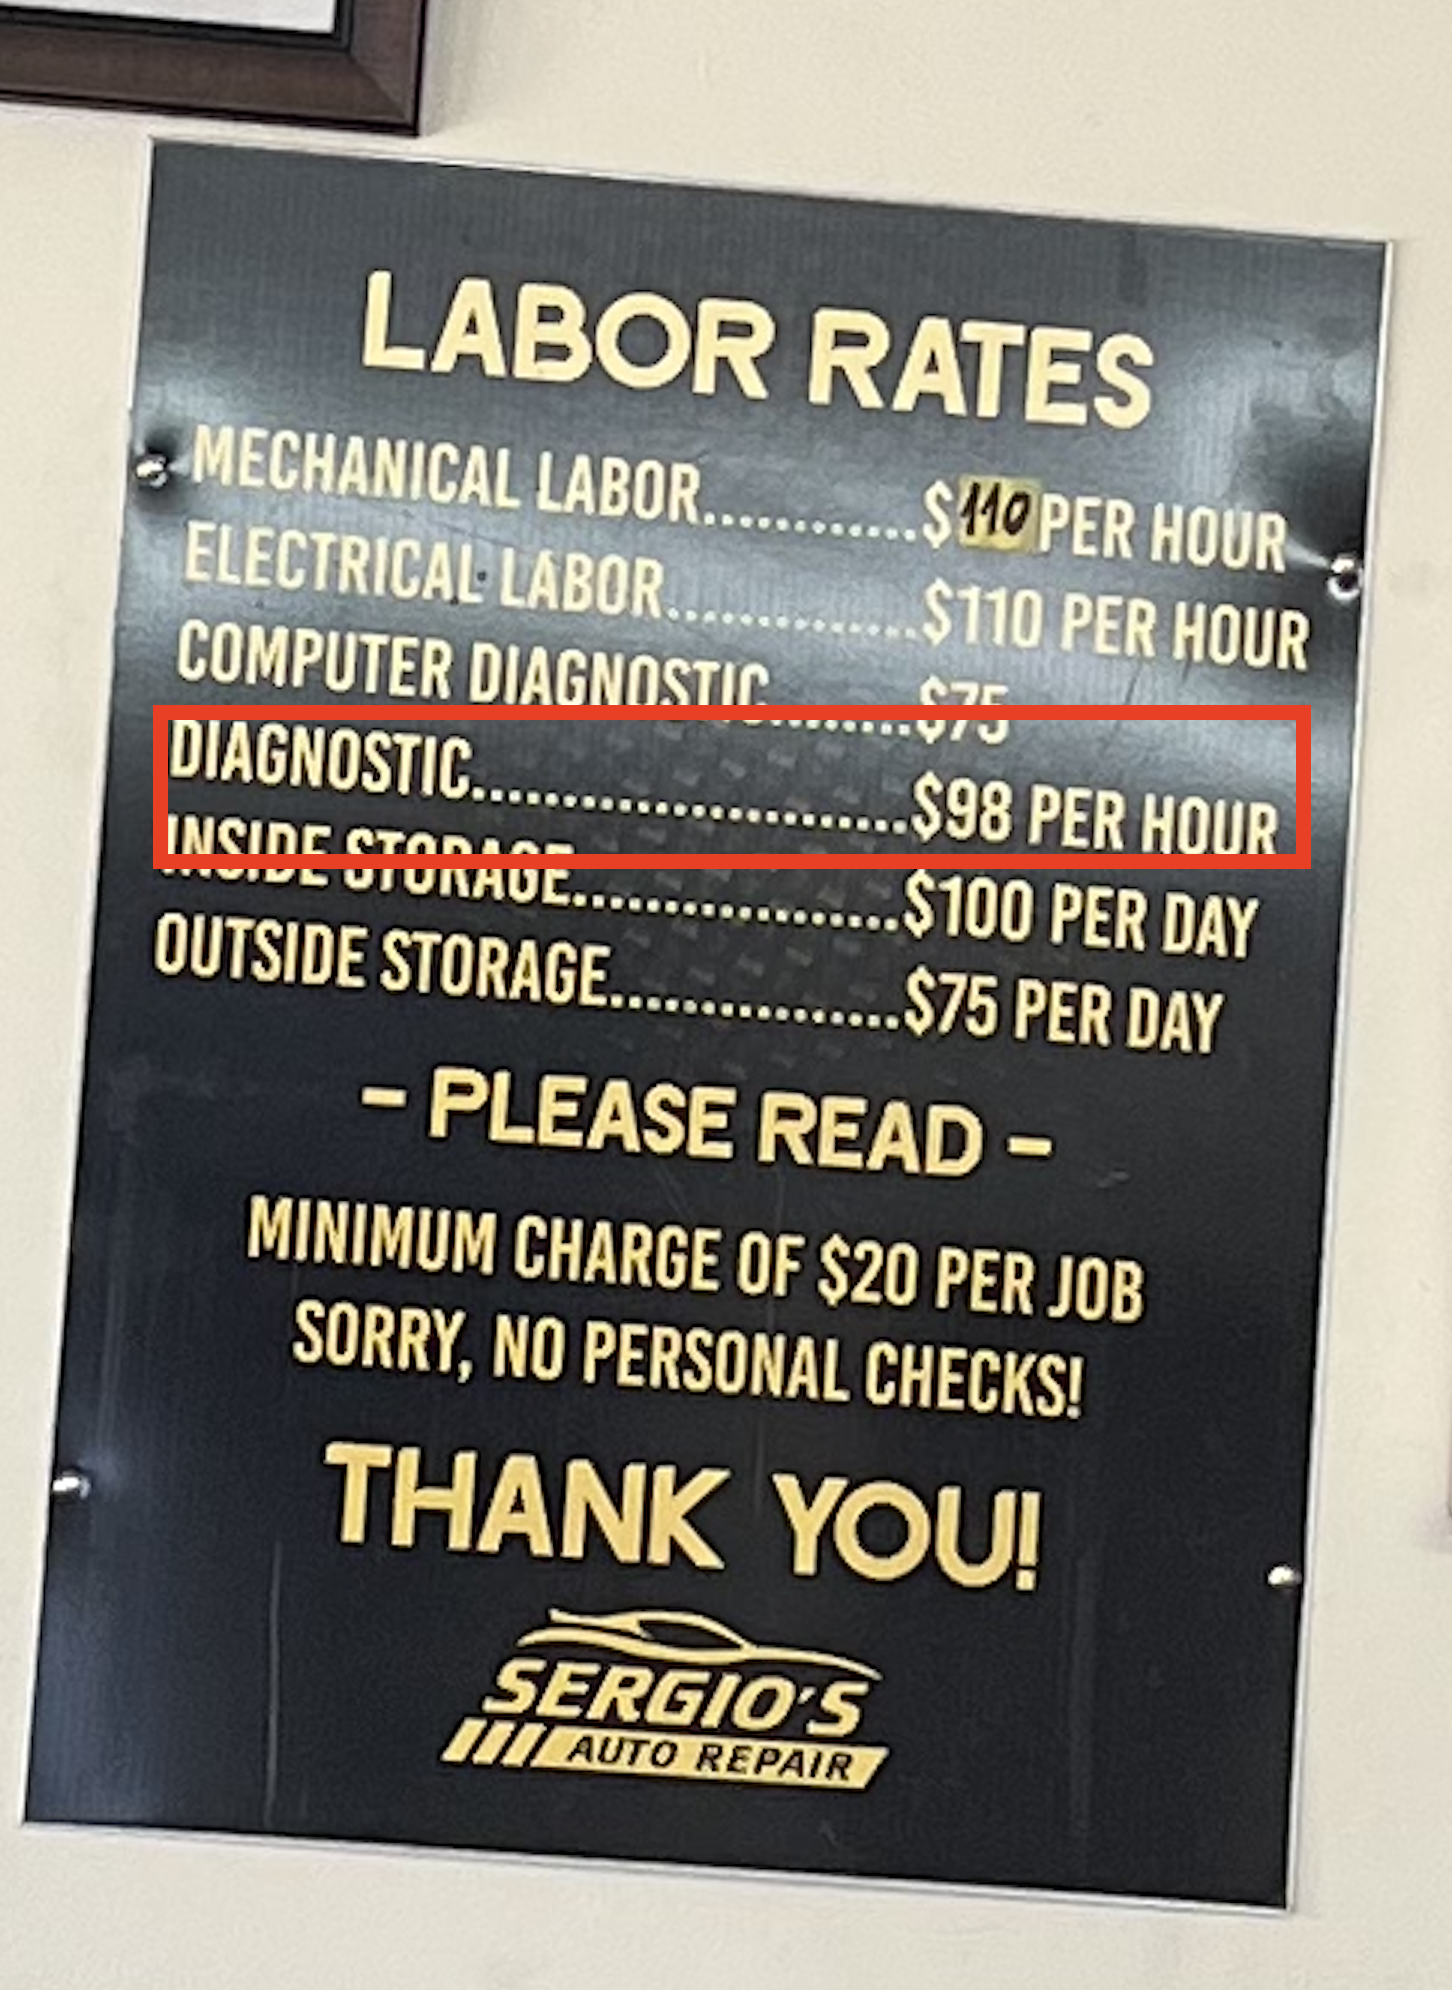 LABOR RATES
MECHANICAL LABOR............$110 PER HOUR
ELECTRICAL LABOR..............$110 PER HOUR
COMPUTER DIAGNOSTIC.........$75
DIAGNOSTIC........................$98 PER HOUR
INSIDE STORAGE..................$100 PER DAY
OUTSIDE STORAGE................$75 PER DAY
– PLEASE READ –
MINIMUM CHARGE OF $20 PER JOB
SORRY, NO PERSONAL CHECKS!
THANK YOU!
SERGIO'S
AUTO REPAIR